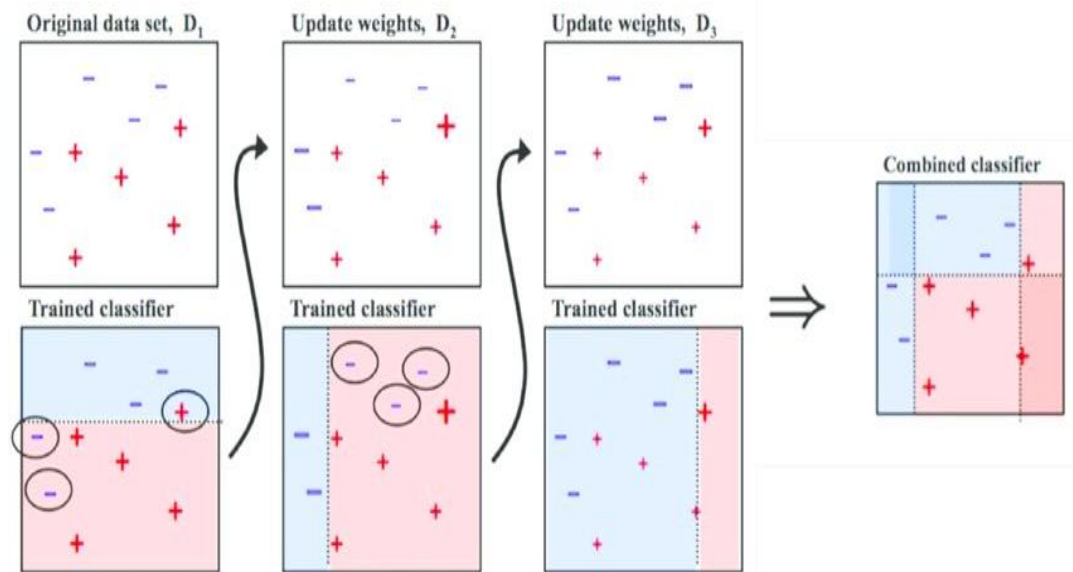 Original data set, D₁
Update weights, D₂
Update weights, D₃
Combined classifier
Trained classifier
Trained classifier
Trained classifier